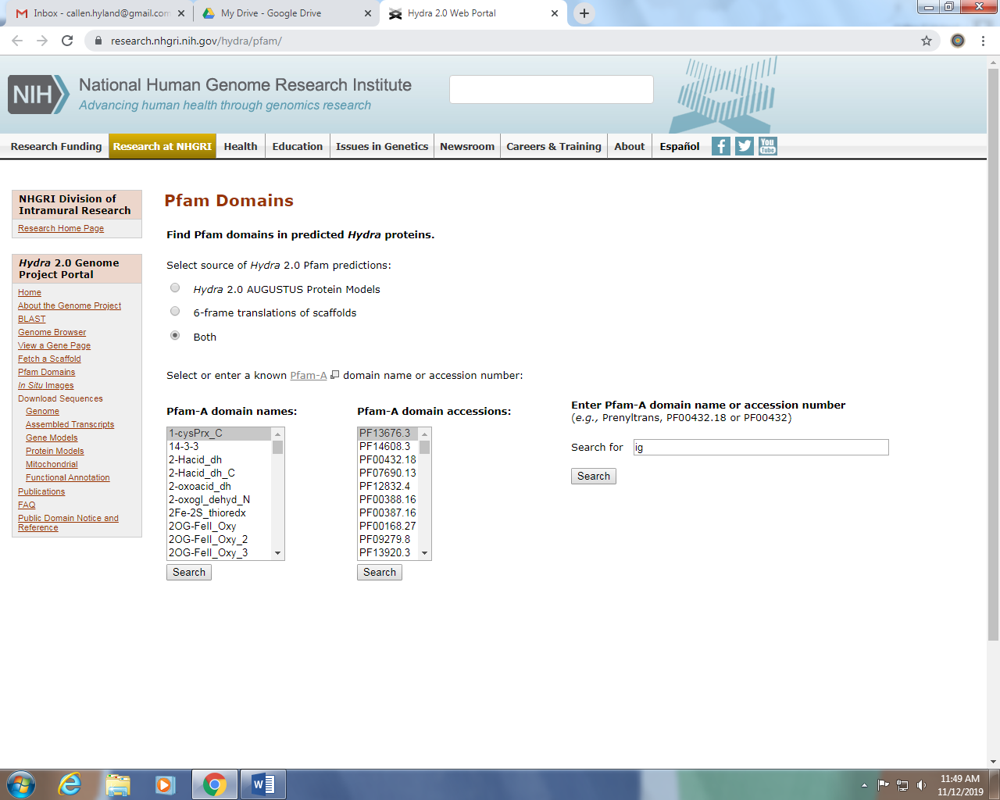 Inbox - callen.hyland@gmail.com
My Drive - Google Drive
Hydra 2.0 Web Portal
research.nhgri.nih.gov/hydra/pfam/
NIH
National Human Genome Research Institute
Advancing human health through genomics research
Research Funding
Research at NHGRI
Health
Education
Issues in Genetics
Newsroom
Careers & Training
About
Español
You
Tube
NHGRI Division of
Intramural Research
Research Home Page
Hydra 2.0 Genome
Project Portal
Home
About the Genome Project
BLAST
Genome Browser
View a Gene Page
Fetch a Scaffold
Pfam Domains
In Situ Images
Download Sequences
Genome
Assembled Transcripts
Gene Models
Protein Models
Mitochondrial
Functional Annotation
Publications
FAQ
Public Domain Notice and
Reference
Pfam Domains
Find Pfam domains in predicted Hydra proteins.
Select source of Hydra 2.0 Pfam predictions:
Hydra 2.0 AUGUSTUS Protein Models
6-frame translations of scaffolds
Both
Select or enter a known Pfam-A domain name or accession number:
Pfam-A domain names:
1-cysPrx_C
14-3-3
2-Hacid_dh
2-Hacid_dh_C
2-oxoacid_dh
2-oxogl_dehyd_N
2Fe-2S_thioredx
2OG-FeII_Oxy
2OG-FeII_Oxy_2
2OG-FeII_Oxy_3
Search
Pfam-A domain accessions:
PF13676.3
PF14608.3
PF00432.18
PF07690.13
PF12832.4
PF00388.16
PF00387.16
PF00168.27
PF09279.8
PF13920.3
Search
Enter Pfam-A domain name or accession number
(e.g., Prenyltrans, PF00432.18 or PF00432)
Search for ig
Search
11:49 AM
11/12/2019